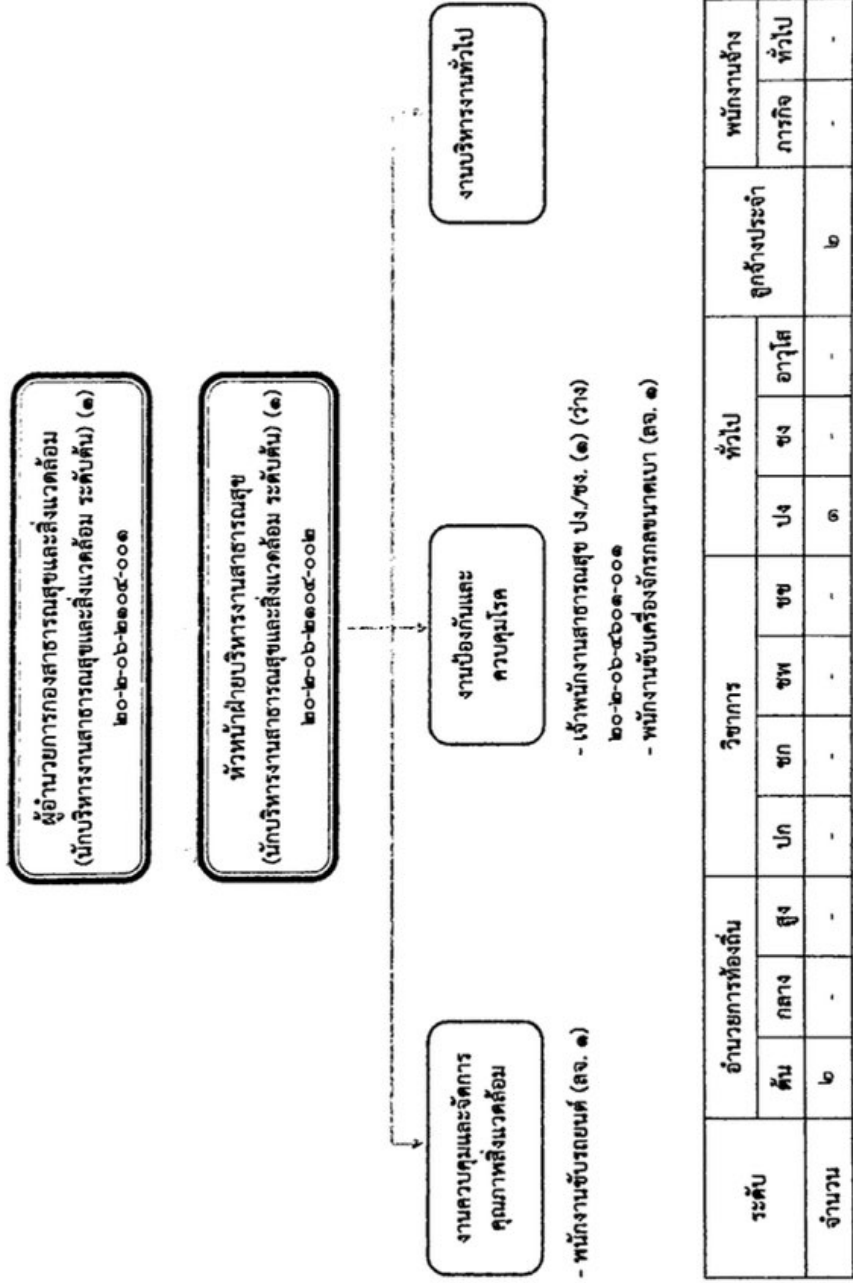 ผู้อำนวยการกองสาธารณสุขและสิ่งแวดล้อม
(นักบริหารงานสาธารณสุขและสิ่งแวดล้อม ระดับต้น) (๑)
๒๐-๒-๐๖-๒๑๐๔-๐๐๑
หัวหน้าฝ่ายบริหารงานสาธารณสุข
(นักบริหารงานสาธารณสุขและสิ่งแวดล้อม ระดับต้น) (๑)
๒๐-๒-๐๖-๒๑๐๔-๐๐๒
งานควบคุมและจัดการ
คุณภาพสิ่งแวดล้อม
- พนักงานขับรถยนต์ (ลจ. ๑)
งานป้องกันและ
ควบคุมโรค
- เจ้าพนักงานสาธารณสุข ปง./ชง. (๑) (ว่าง)
๒๐-๒-๐๖-๔๖๐๑-๐๐๑
- พนักงานขับเครื่องจักรกลขนาดเบา (ลจ. ๑)
งานบริหารงานทั่วไป
ระดับ อำนวยการท้องถิ่น วิชาการ ทั่วไป ลูกจ้างประจำ พนักงานจ้าง
ต้น กลาง สูง ปก ชก ชพ ชช ปง ชง อาวุโส ภารกิจ ทั่วไป
จำนวน ๒ - - - - - - ๑ - - ๒ - -